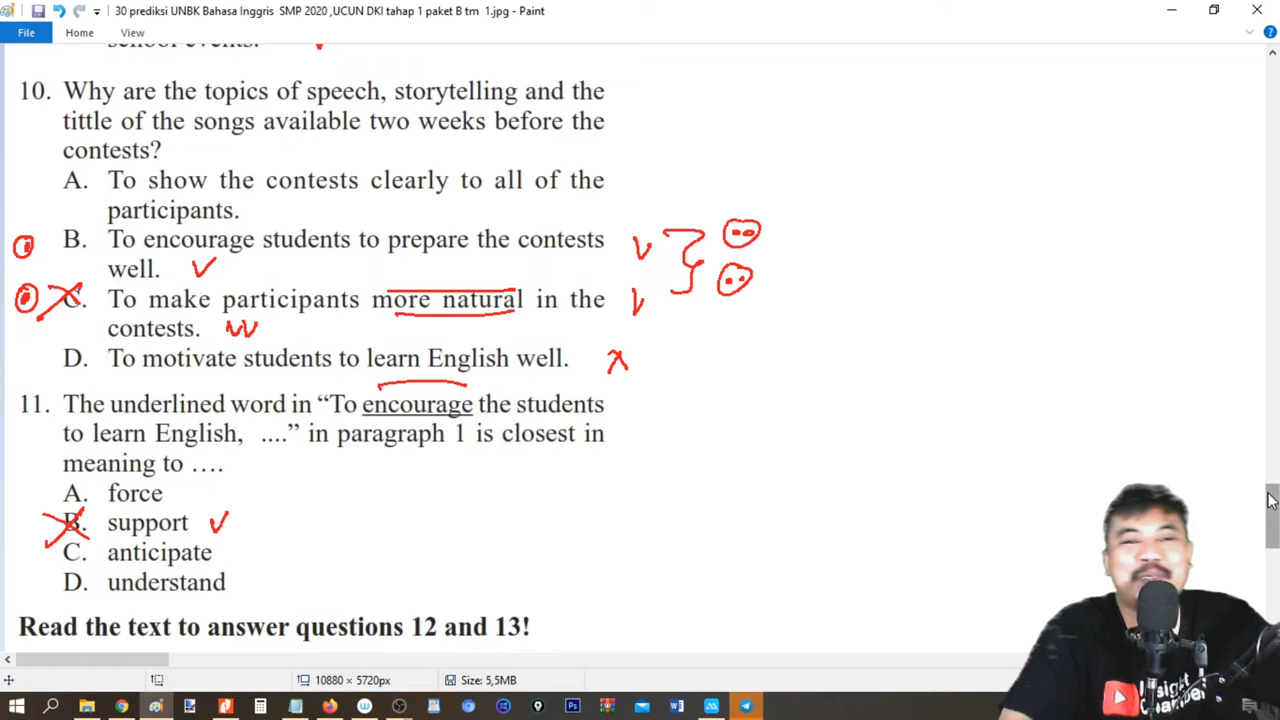 30 prediksi UNBK Bahasa Inggris SMP 2020 ,UCUN DKI tahap 1 paket B tm 1.jpg - Paint
File Home View
school events.
10. Why are the topics of speech, storytelling and the
tittle of the songs available two weeks before the
contests?
A. To show the contests clearly to all of the
participants.
B. To encourage students to prepare the contests
well.
C. To make participants more natural in the
contests.
D. To motivate students to learn English well.
11. The underlined word in “To encourage the students
to learn English, ....” in paragraph 1 is closest in
meaning to ….
A. force
B. support
C. anticipate
D. understand
Read the text to answer questions 12 and 13!
10880 × 5720px
Size: 5,5MB